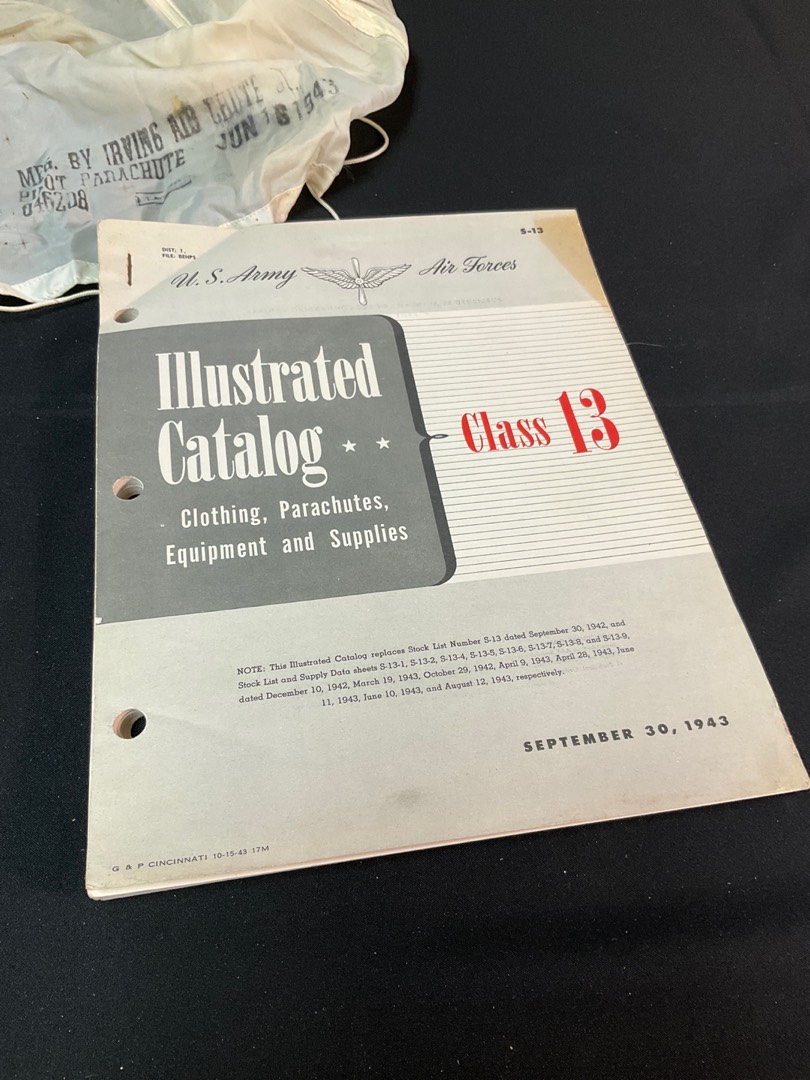 MFG. BY IRVING AIR CHUTE
JUN 1943
PARACHUTE
S-13
DIST: 1,
FILE: BEHPS
U.S. Army Air Forces
Illustrated
Catalog
Clothing, Parachutes,
Equipment and Supplies
Class 13
NOTE: This Illustrated Catalog replaces Stock List Number S-13 dated September 30, 1942, and
Stock List and Supply Data sheets S-13-1, S-13-2, S-13-4, S-13-5, S-13-6, S-13-7, S-13-8, and S-13-9,
dated December 10, 1942, March 19, 1943, October 29, 1942, April 9, 1943, April 28, 1943, June
11, 1943, June 10, 1943, and August 12, 1943, respectively.
SEPTEMBER 30, 1943
G & P CINCINNATI 10-15-43 17M